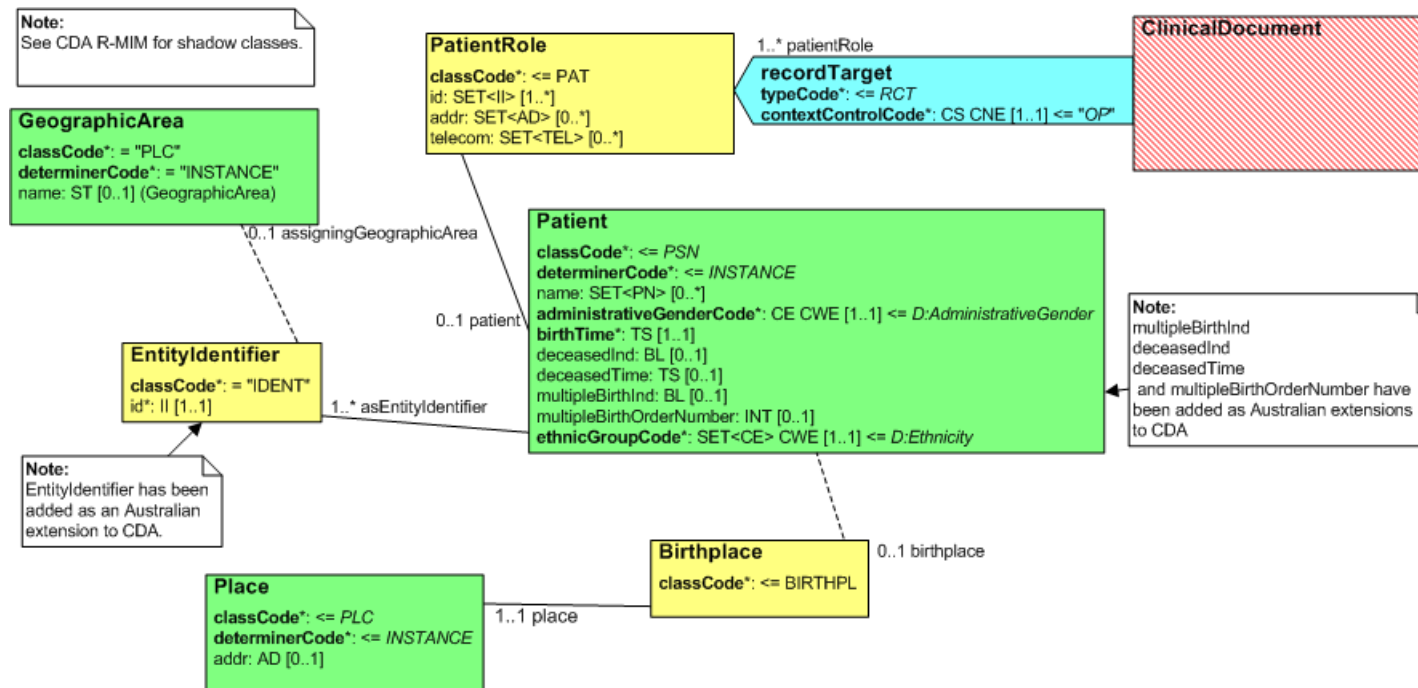 Note:
See CDA R-MIM for shadow classes.
PatientRole
classCode*: <= PAT
id: SET<II> [1..*]
addr: SET<AD> [0..*]
telecom: SET<TEL> [0..*]
1..* patientRole
recordTarget
typeCode*: <= RCT
contextControlCode*: CS CNE [1..1] <= "OP"
ClinicalDocument
GeographicArea
classCode*: = "PLC"
determinerCode*: = "INSTANCE"
name: ST [0..1] (GeographicArea)
0..1 assigningGeographicArea
Patient
classCode*: <= PSN
determinerCode*: <= INSTANCE
name: SET<PN> [0..*]
administrativeGenderCode*: CE CWE [1..1] <= D:AdministrativeGender
birthTime*: TS [1..1]
deceasedInd: BL [0..1]
deceasedTime: TS [0..1]
multipleBirthInd: BL [0..1]
multipleBirthOrderNumber: INT [0..1]
ethnicGroupCode*: SET<CE> CWE [1..1] <= D:Ethnicity
0..1 patient
Note:
multipleBirthInd
deceasedInd
deceasedTime
and multipleBirthOrderNumber have
been added as Australian extensions
to CDA
EntityIdentifier
classCode*: = "IDENT"
id*: II [1..1]
1..* asEntityIdentifier
Note:
EntityIdentifier has been
added as an Australian
extension to CDA.
Birthplace
classCode*: <= BIRTHPL
0..1 birthplace
Place
classCode*: <= PLC
determinerCode*: <= INSTANCE
addr: AD [0..1]
1..1 place